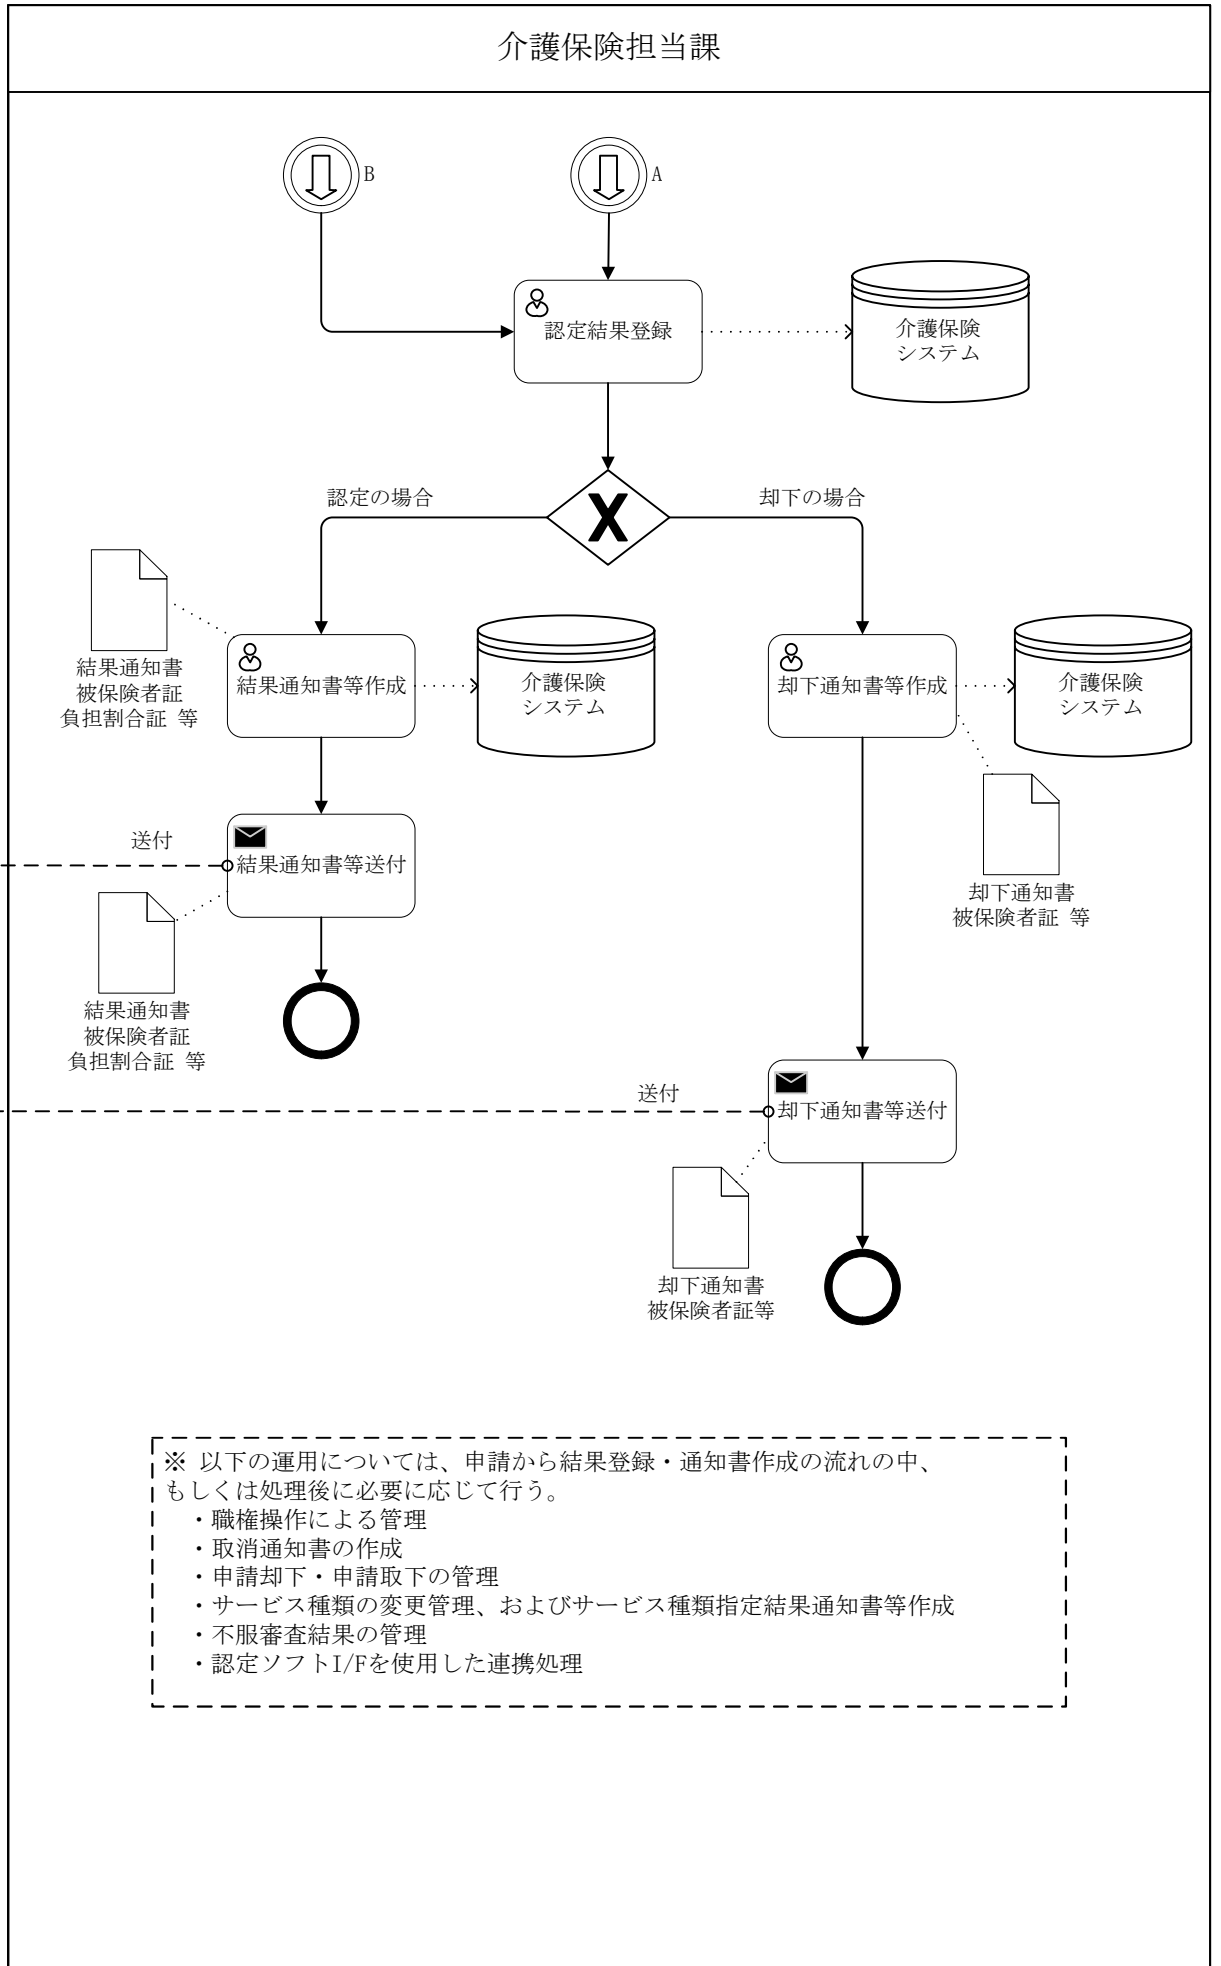 介護保険担当課
B
A
認定結果登録
介護保険
システム
認定の場合
却下の場合
結果通知書
被保険者証
負担割合証 等
結果通知書等作成
介護保険
システム
却下通知書等作成
介護保険
システム
送付
結果通知書等送付
却下通知書
被保険者証 等
結果通知書
被保険者証
負担割合証 等
送付
却下通知書等送付
却下通知書
被保険者証等
※ 以下の運用については、申請から結果登録・通知書作成の流れの中、
もしくは処理後に必要に応じて行う。
・職権操作による管理
・取消通知書の作成
・申請却下・申請取下の管理
・サービス種類の変更管理、およびサービス種類指定結果通知書等作成
・不服審査結果の管理
・認定ソフトI/Fを使用した連携処理